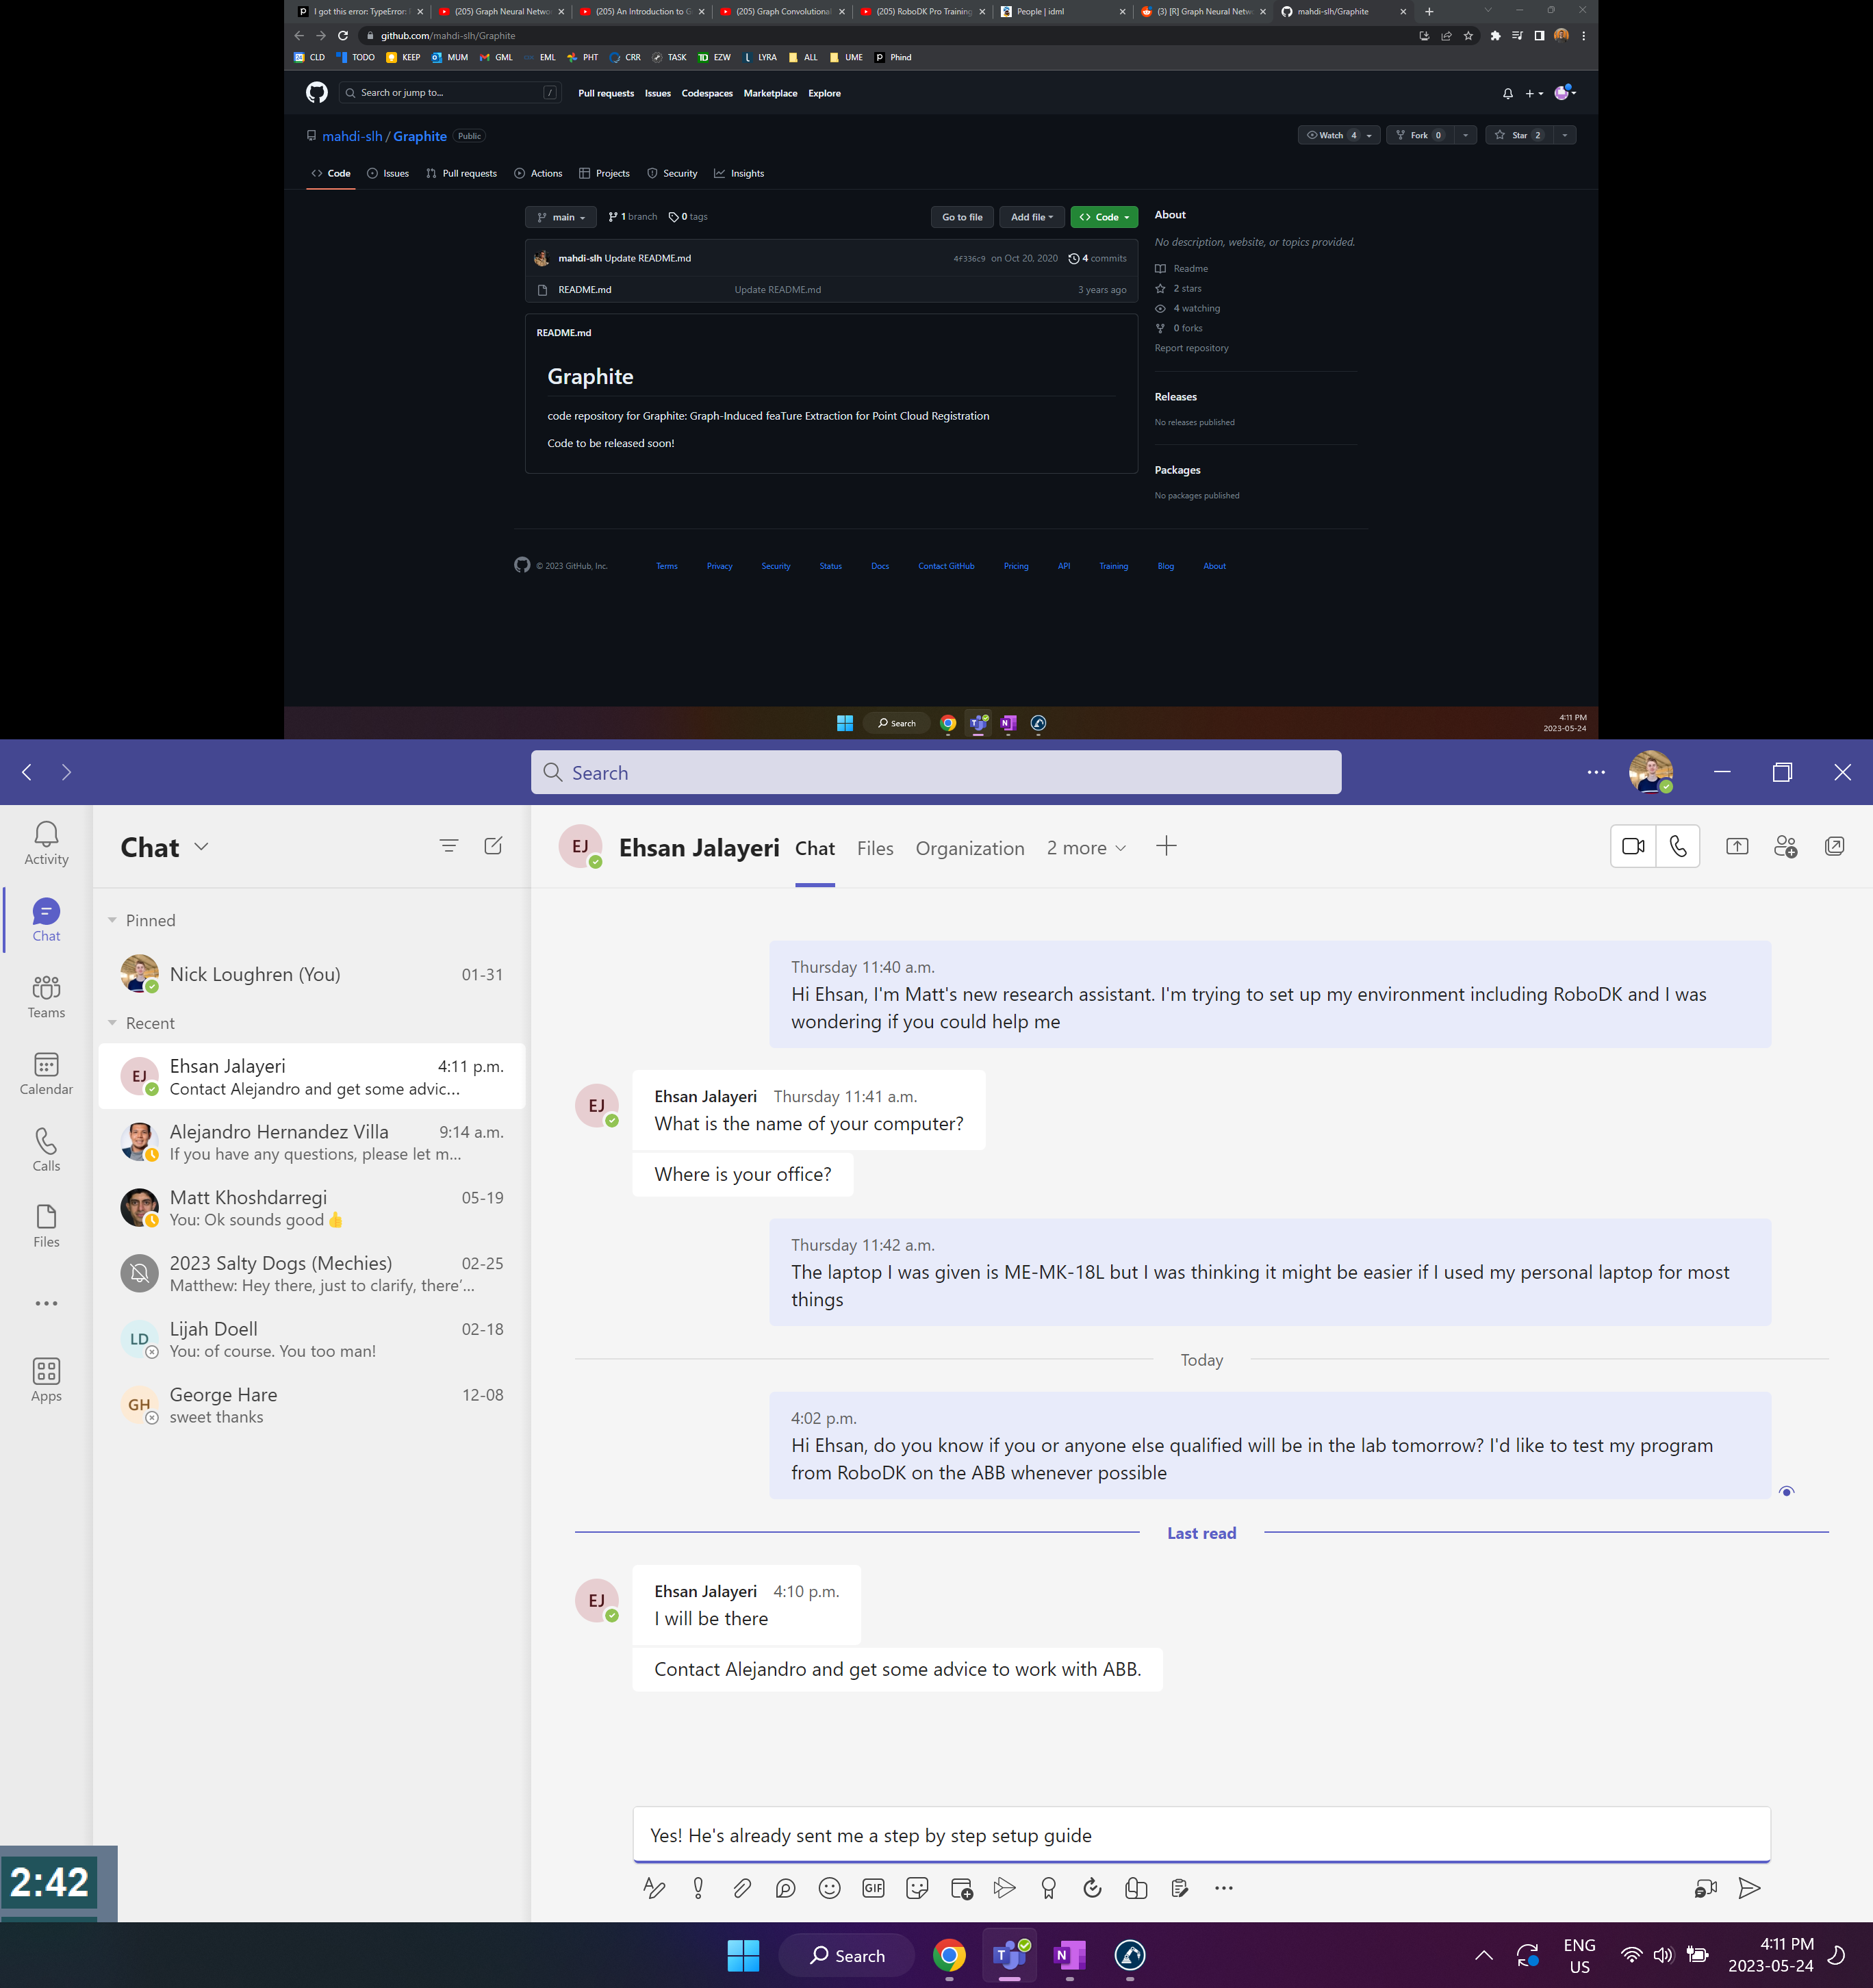 I got this error: TypeError:
(205) Graph Neural Netwo
(205) An Introduction to G
(205) Graph Convolutional
(205) RoboDK Pro Training
People | idml
(3) [R] Graph Neural Netw
mahdi-slh/Graphite
github.com/mahdi-slh/Graphite
CLD TODO KEEP MUM GML EML PHT CRR TASK EZW LYRA ALL UME Phind
Search or jump to... /
Pull requests Issues Codespaces Marketplace Explore
mahdi-slh / Graphite Public
Watch 4 Fork 0 Star 2
Code Issues Pull requests Actions Projects Security Insights
main 1 branch 0 tags Go to file Add file Code
mahdi-slh Update README.md 4f336c9 on Oct 20, 2020 4 commits
README.md Update README.md 3 years ago
README.md
Graphite
code repository for Graphite: Graph-Induced feaTure Extraction for Point Cloud Registration
Code to be released soon!
About
No description, website, or topics provided.
Readme
2 stars
4 watching
0 forks
Report repository
Releases
No releases published
Packages
No packages published
© 2023 GitHub, Inc. Terms Privacy Security Status Docs Contact GitHub Pricing API Training Blog About
Search
4:11 PM
2023-05-24
Search
Activity
Chat
Teams
Calendar
Calls
Files
Apps
Chat
Pinned
Nick Loughren (You) 01-31
Recent
EJ
Ehsan Jalayeri 4:11 p.m.
Contact Alejandro and get some advic...
Alejandro Hernandez Villa 9:14 a.m.
If you have any questions, please let m...
Matt Khoshdarregi 05-19
You: Ok sounds good 👍
2023 Salty Dogs (Mechies) 02-25
Matthew: Hey there, just to clarify, there'...
LD
Lijah Doell 02-18
You: of course. You too man!
GH
George Hare 12-08
sweet thanks
EJ Ehsan Jalayeri Chat Files Organization 2 more
Thursday 11:40 a.m.
Hi Ehsan, I'm Matt's new research assistant. I'm trying to set up my environment including RoboDK and I was
wondering if you could help me
EJ
Ehsan Jalayeri Thursday 11:41 a.m.
What is the name of your computer?
Where is your office?
Thursday 11:42 a.m.
The laptop I was given is ME-MK-18L but I was thinking it might be easier if I used my personal laptop for most
things
Today
4:02 p.m.
Hi Ehsan, do you know if you or anyone else qualified will be in the lab tomorrow? I'd like to test my program
from RoboDK on the ABB whenever possible
Last read
EJ
Ehsan Jalayeri 4:10 p.m.
I will be there
Contact Alejandro and get some advice to work with ABB.
Yes! He's already sent me a step by step setup guide
GIF
2:42
Search
ENG
US
4:11 PM
2023-05-24